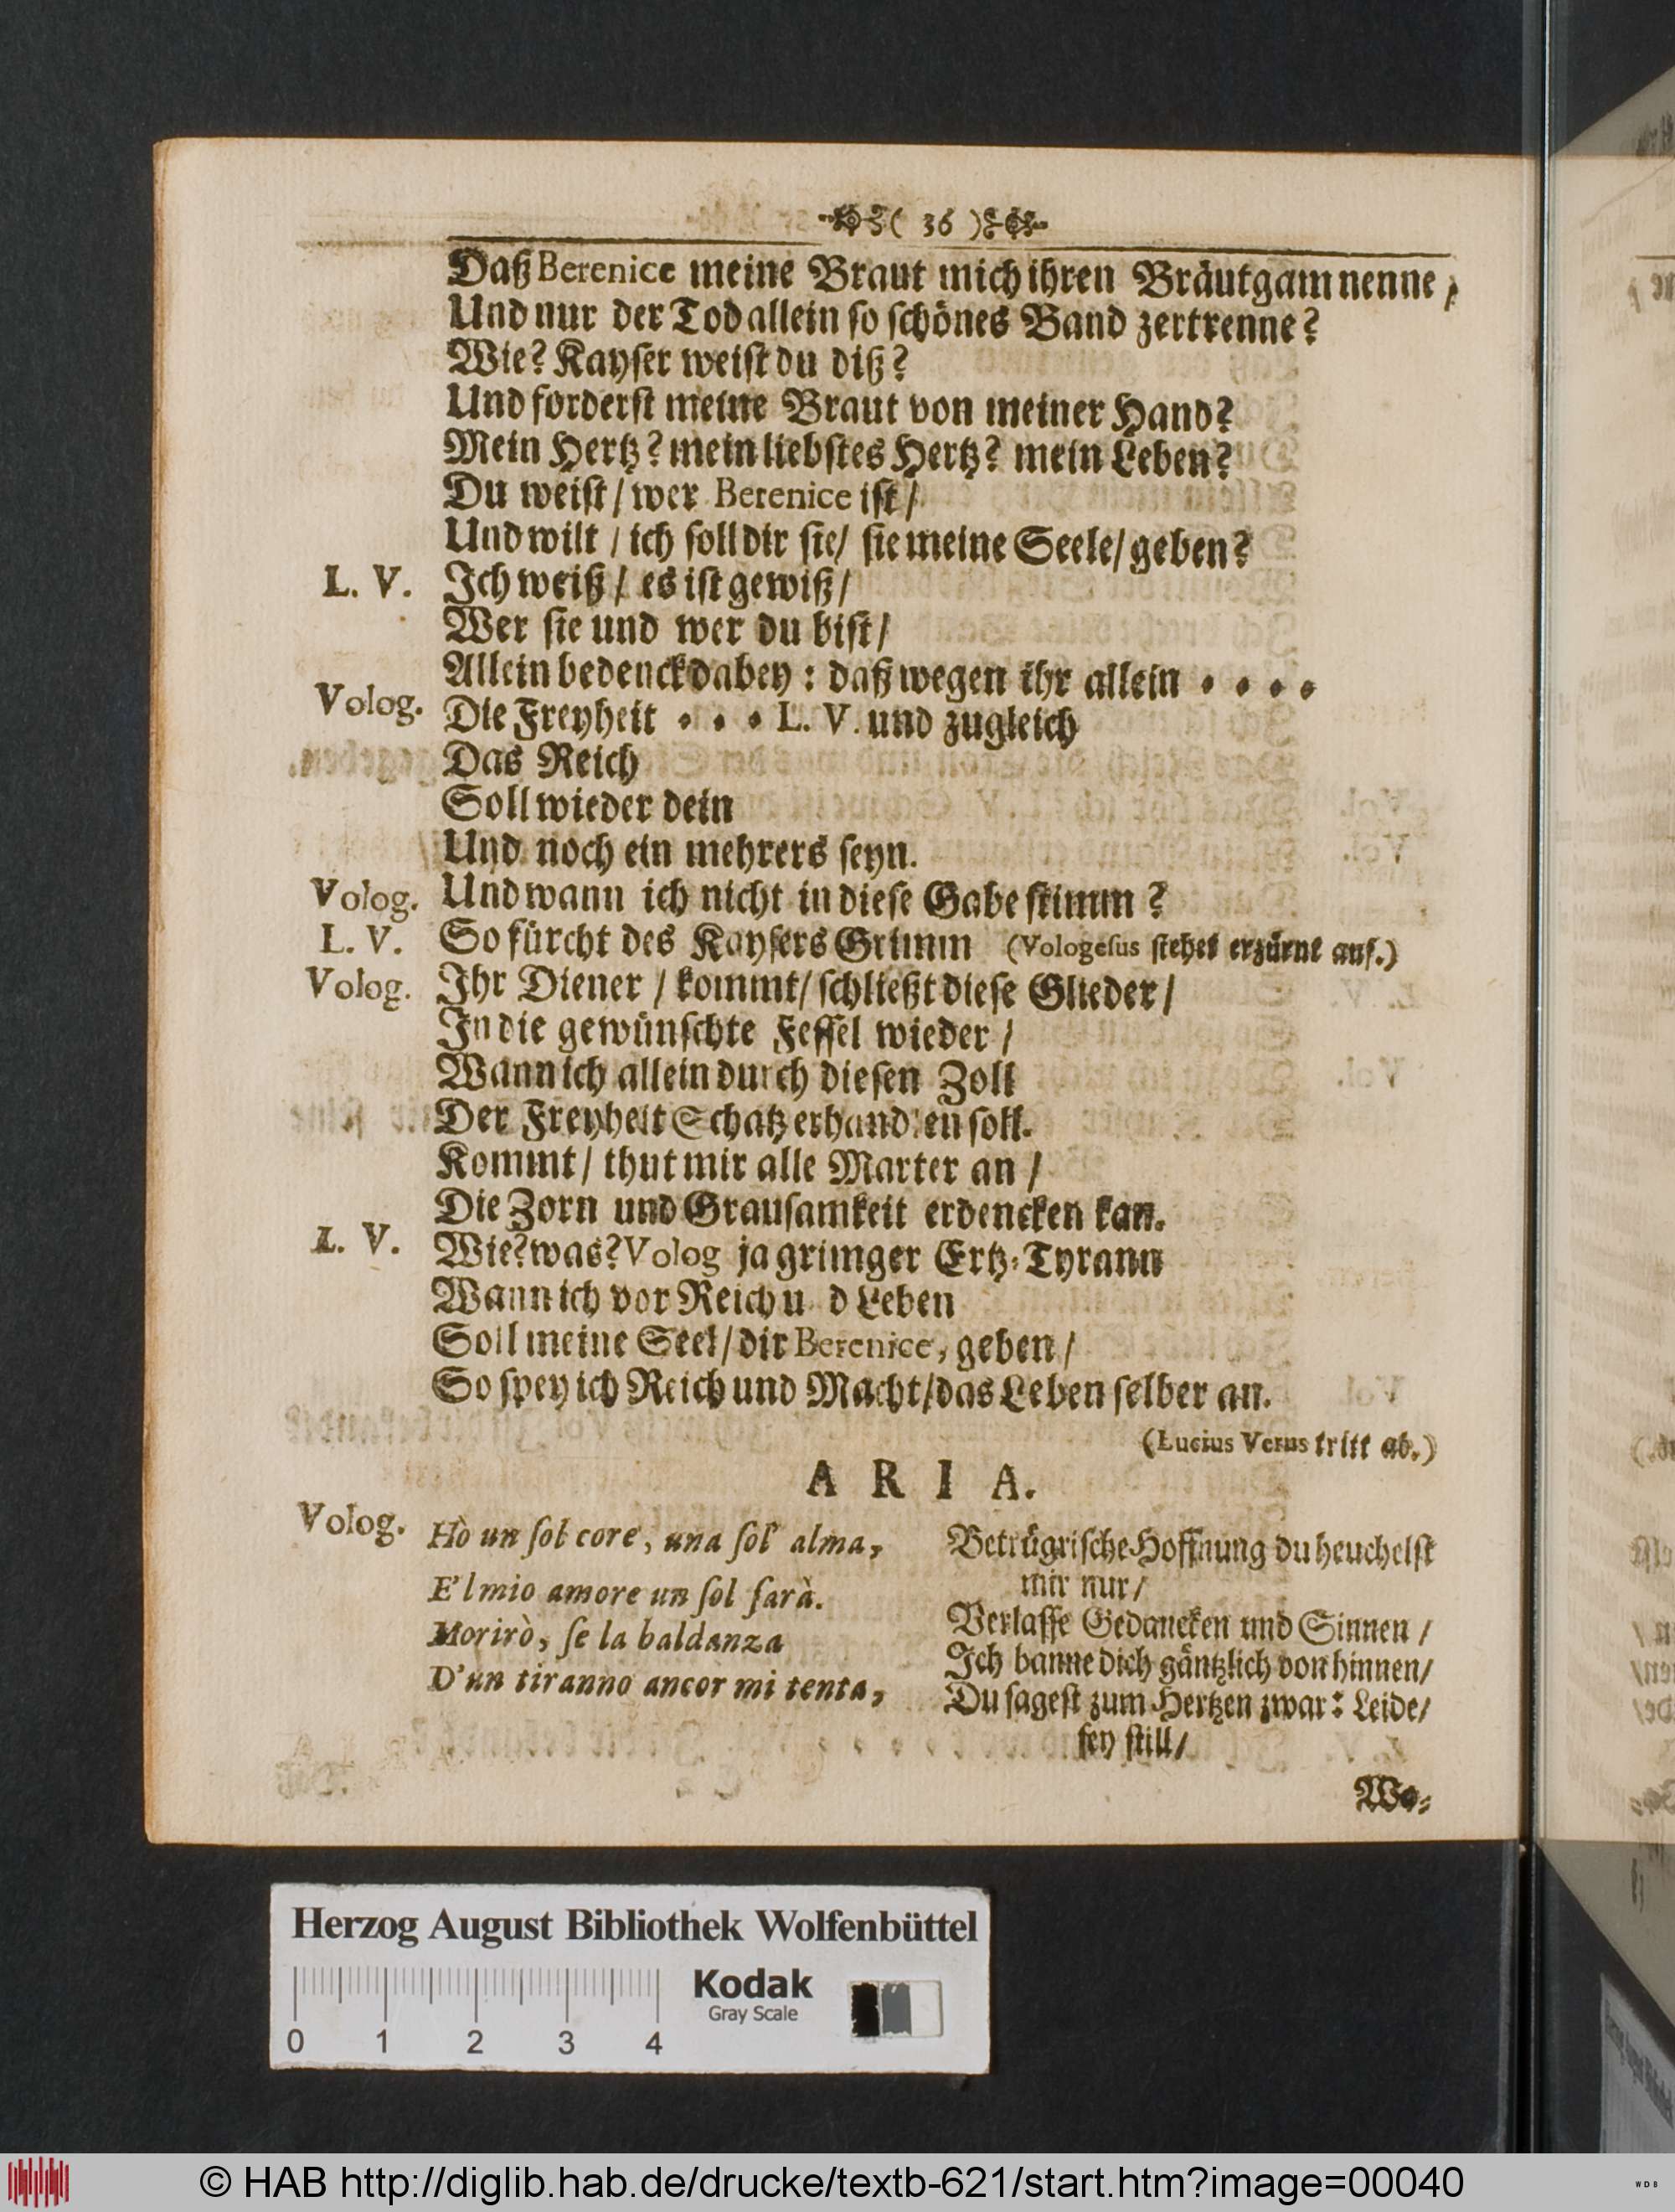 ( 36 )
Daß Berenice meine Braut mich ihren Bräutgam nenne /
Und nur der Tod allein so schönes Band zertrenne?
Wie? Kayser weist du diß?
Und forderst meine Braut von meiner Hand?
Mein Hertz? mein liebstes Hertz? mein Leben?
Du weist / wer Berenice ist /
Und wilt / ich soll dir sie / sie meine Seele / geben?
L. V. Ich weiß / es ist gewiß /
Wer sie und wer du bist /
Allein bedenck dabey : daß wegen ihr allein • • • •
Volog. Die Freyheit • • • L. V. und zugleich
Das Reich
Soll wieder dein
Und noch ein mehrers seyn.
Volog. Und wann ich nicht in diese Gabe stimm ?
L. V. So fürcht des Kaysers Grimm (Vologesus stehet erzürnt auf.)
Volog. Ihr Diener / kommt / schließt diese Glieder /
In die gewünschte Fessel wieder /
Wann ich allein durch diesen Zoll
Der Freyheit Schatz erhandlen soll.
Kommt / thut mir alle Marter an /
Die Zorn und Grausamkeit erdencken kan.
L. V. Wie? was? Volog ja grimger Ertz-Tyrann
Wann ich vor Reich u d Leben
Soll meine Seel / dir Berenice, geben /
So spey ich Reich und Macht / das Leben selber an.
(Lucius Verus tritt ab.)
A R I A.
Volog. Hò un sol core, una sol' alma,
E'l mio amore un sol sarà.
Morirò, se la baldanza
D'un tiranno ancor mi tenta,
Betrügrische Hoffnung du heuchelst
mir nur /
Verlasse Gedancken und Sinnen /
Ich banne dich gäntzlich von hinnen /
Du sagest zum Hertzen zwar : Leide /
sey still /
Wo-
Herzog August Bibliothek Wolfenbüttel
0 1 2 3 4
Kodak
Gray Scale
© HAB http://diglib.hab.de/drucke/textb-621/start.htm?image=00040
WDB